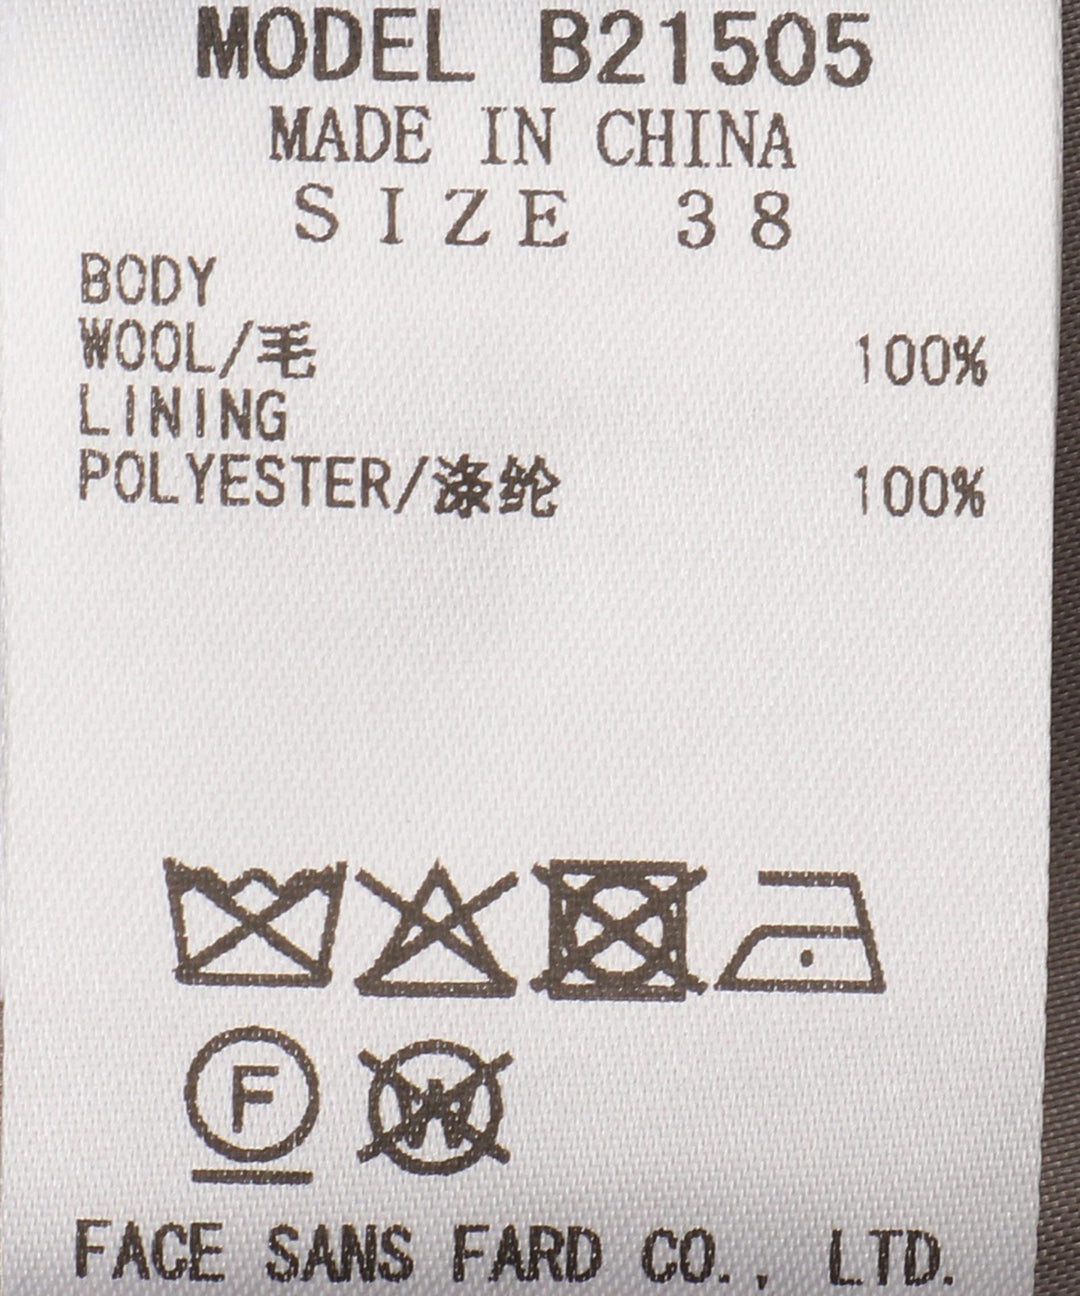 MODEL B21505
MADE IN CHINA
SIZE 38
BODY
WOOL/毛 100%
LINING
POLYESTER/涤纶 100%
F
W
FACE SANS FARD CO., LTD.